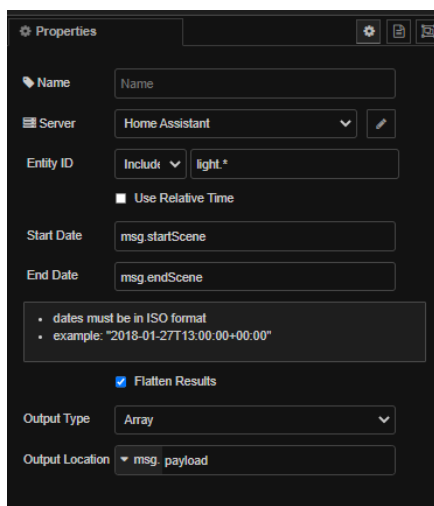 Properties
Name Name
Server Home Assistant
Entity ID Include light.*
Use Relative Time
Start Date msg.startScene
End Date msg.endScene
dates must be in ISO format
example: "2018-01-27T13:00:00+00:00"
Flatten Results
Output Type Array
Output Location msg. payload